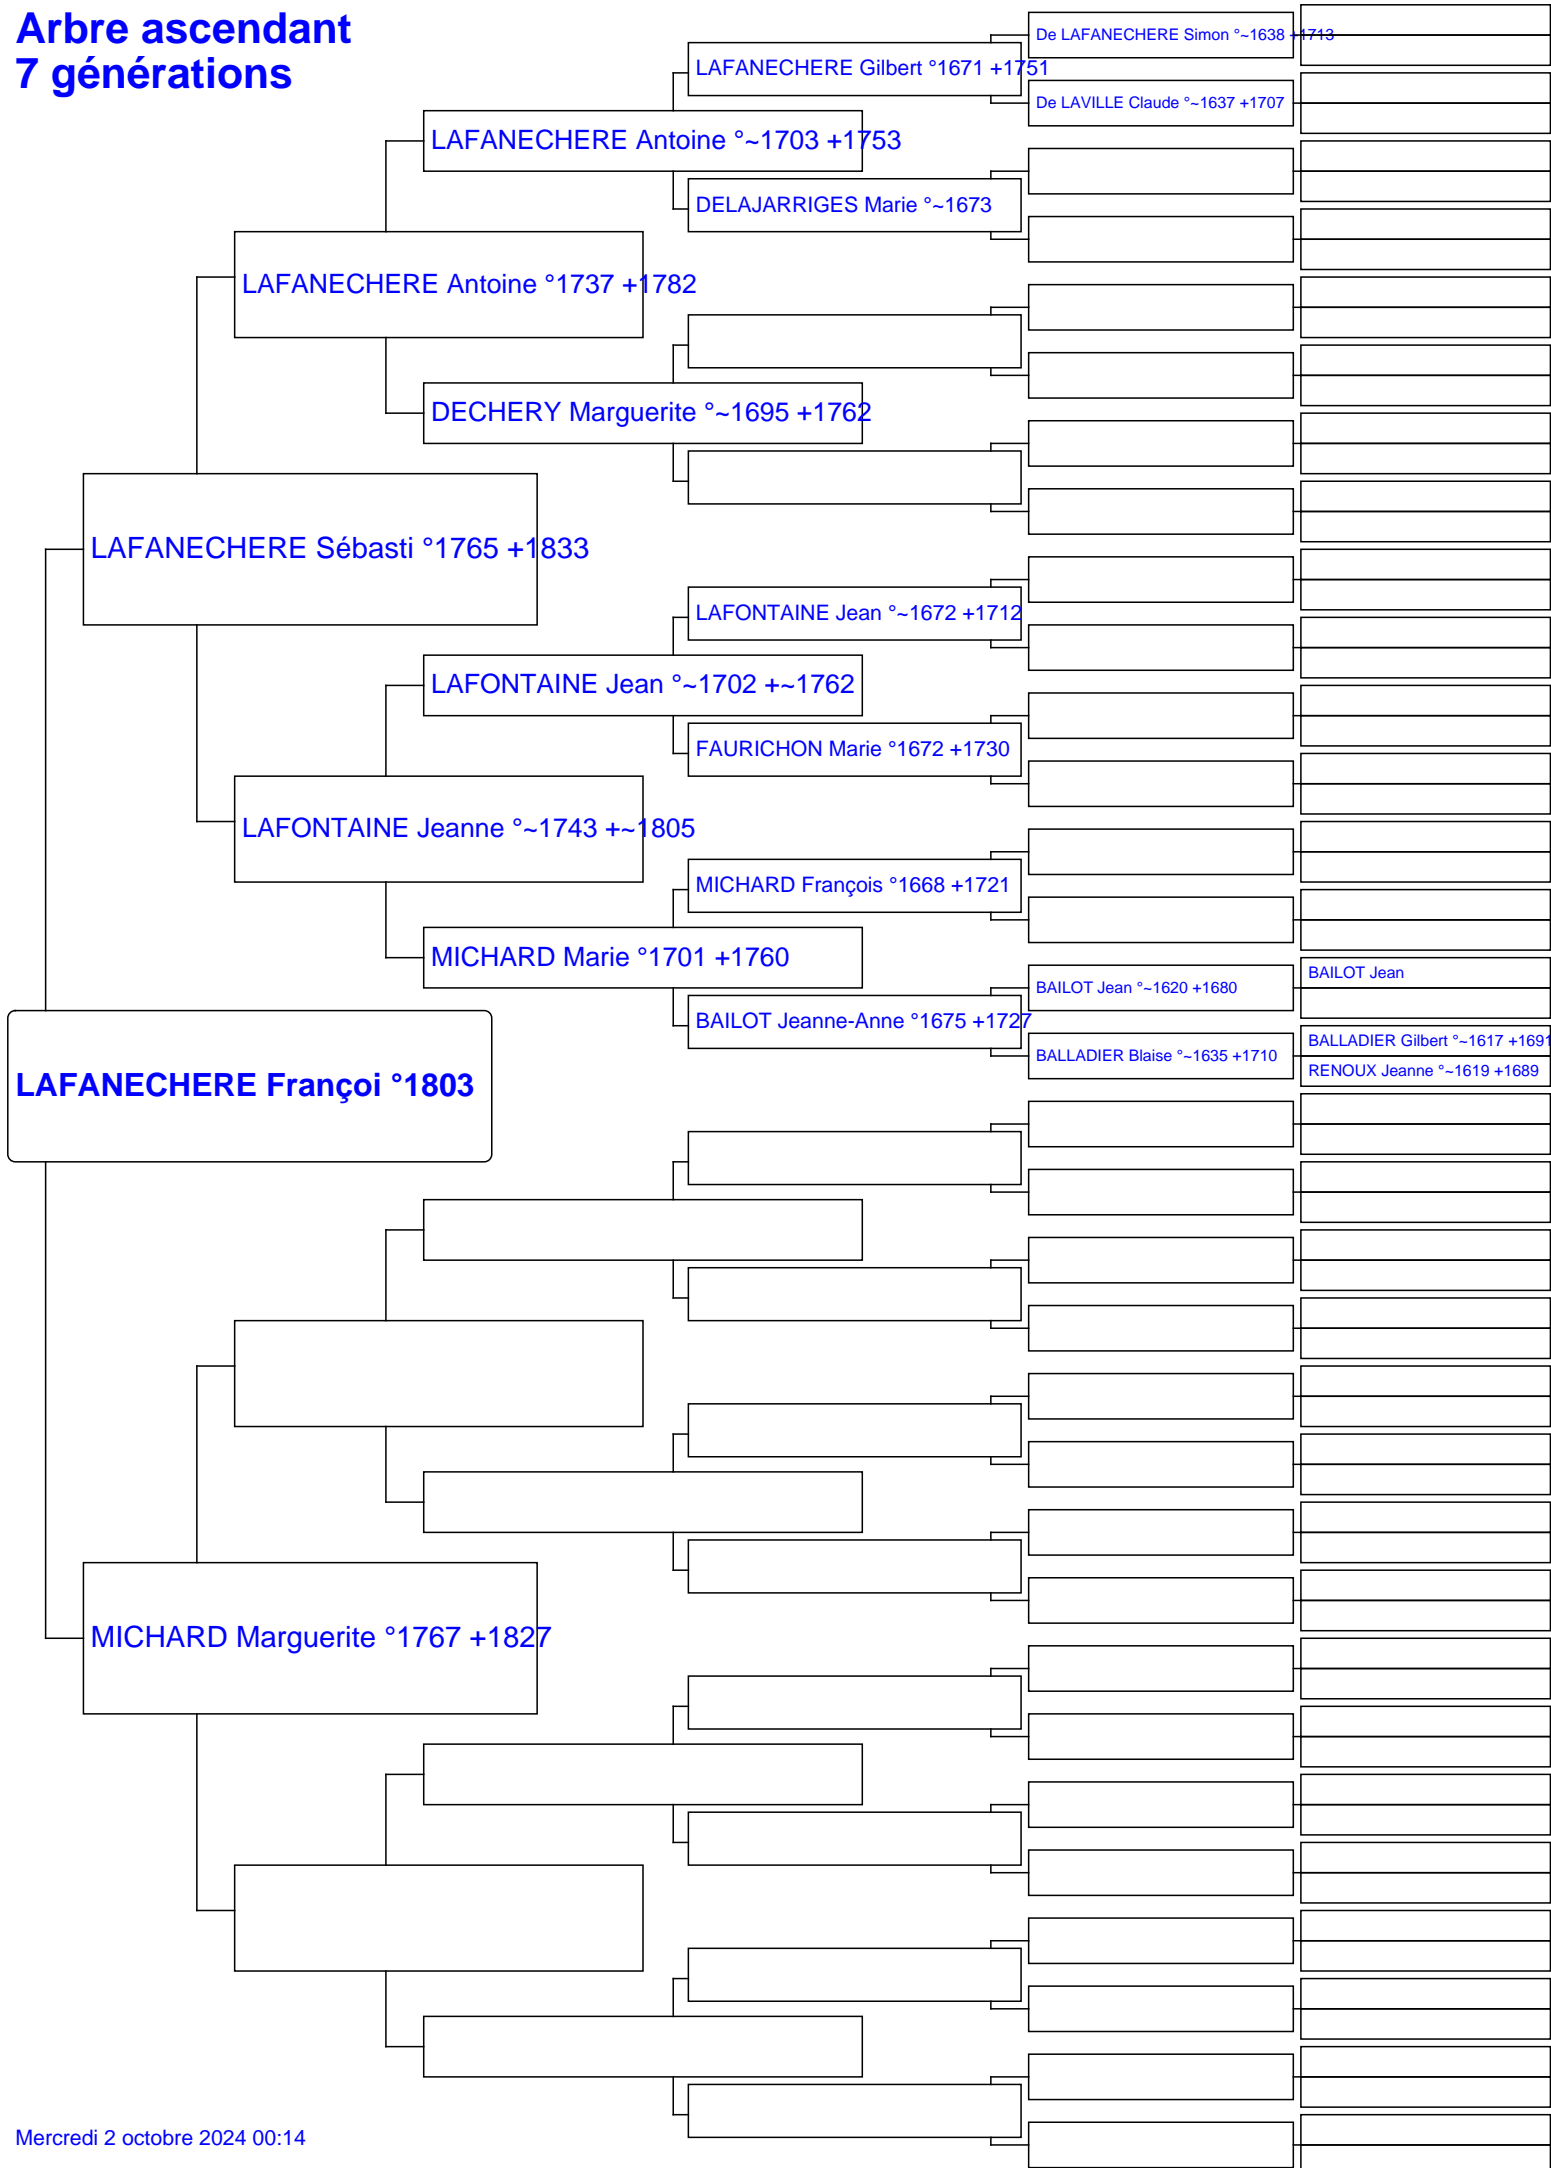 Arbre ascendant
7 générations
De LAFANECHERE Simon °~1638 +1713
LAFANECHERE Gilbert °1671 +1751
De LAVILLE Claude °~1637 +1707
LAFANECHERE Antoine °~1703 +1753
DELAJARRIGES Marie °~1673
LAFANECHERE Antoine °1737 +1782
DECHERY Marguerite °~1695 +1762
LAFANECHERE Sébasti °1765 +1833
LAFONTAINE Jean °~1672 +1712
LAFONTAINE Jean °~1702 +~1762
FAURICHON Marie °1672 +1730
LAFONTAINE Jeanne °~1743 +~1805
MICHARD François °1668 +1721
MICHARD Marie °1701 +1760
BAILOT Jean
BAILOT Jean °~1620 +1680
BAILOT Jeanne-Anne °1675 +1727
BALLADIER Gilbert °~1617 +1691
BALLADIER Blaise °~1635 +1710
RENOUX Jeanne °~1619 +1689
LAFANECHERE Françoi °1803
MICHARD Marguerite °1767 +1827
Mercredi 2 octobre 2024 00:14